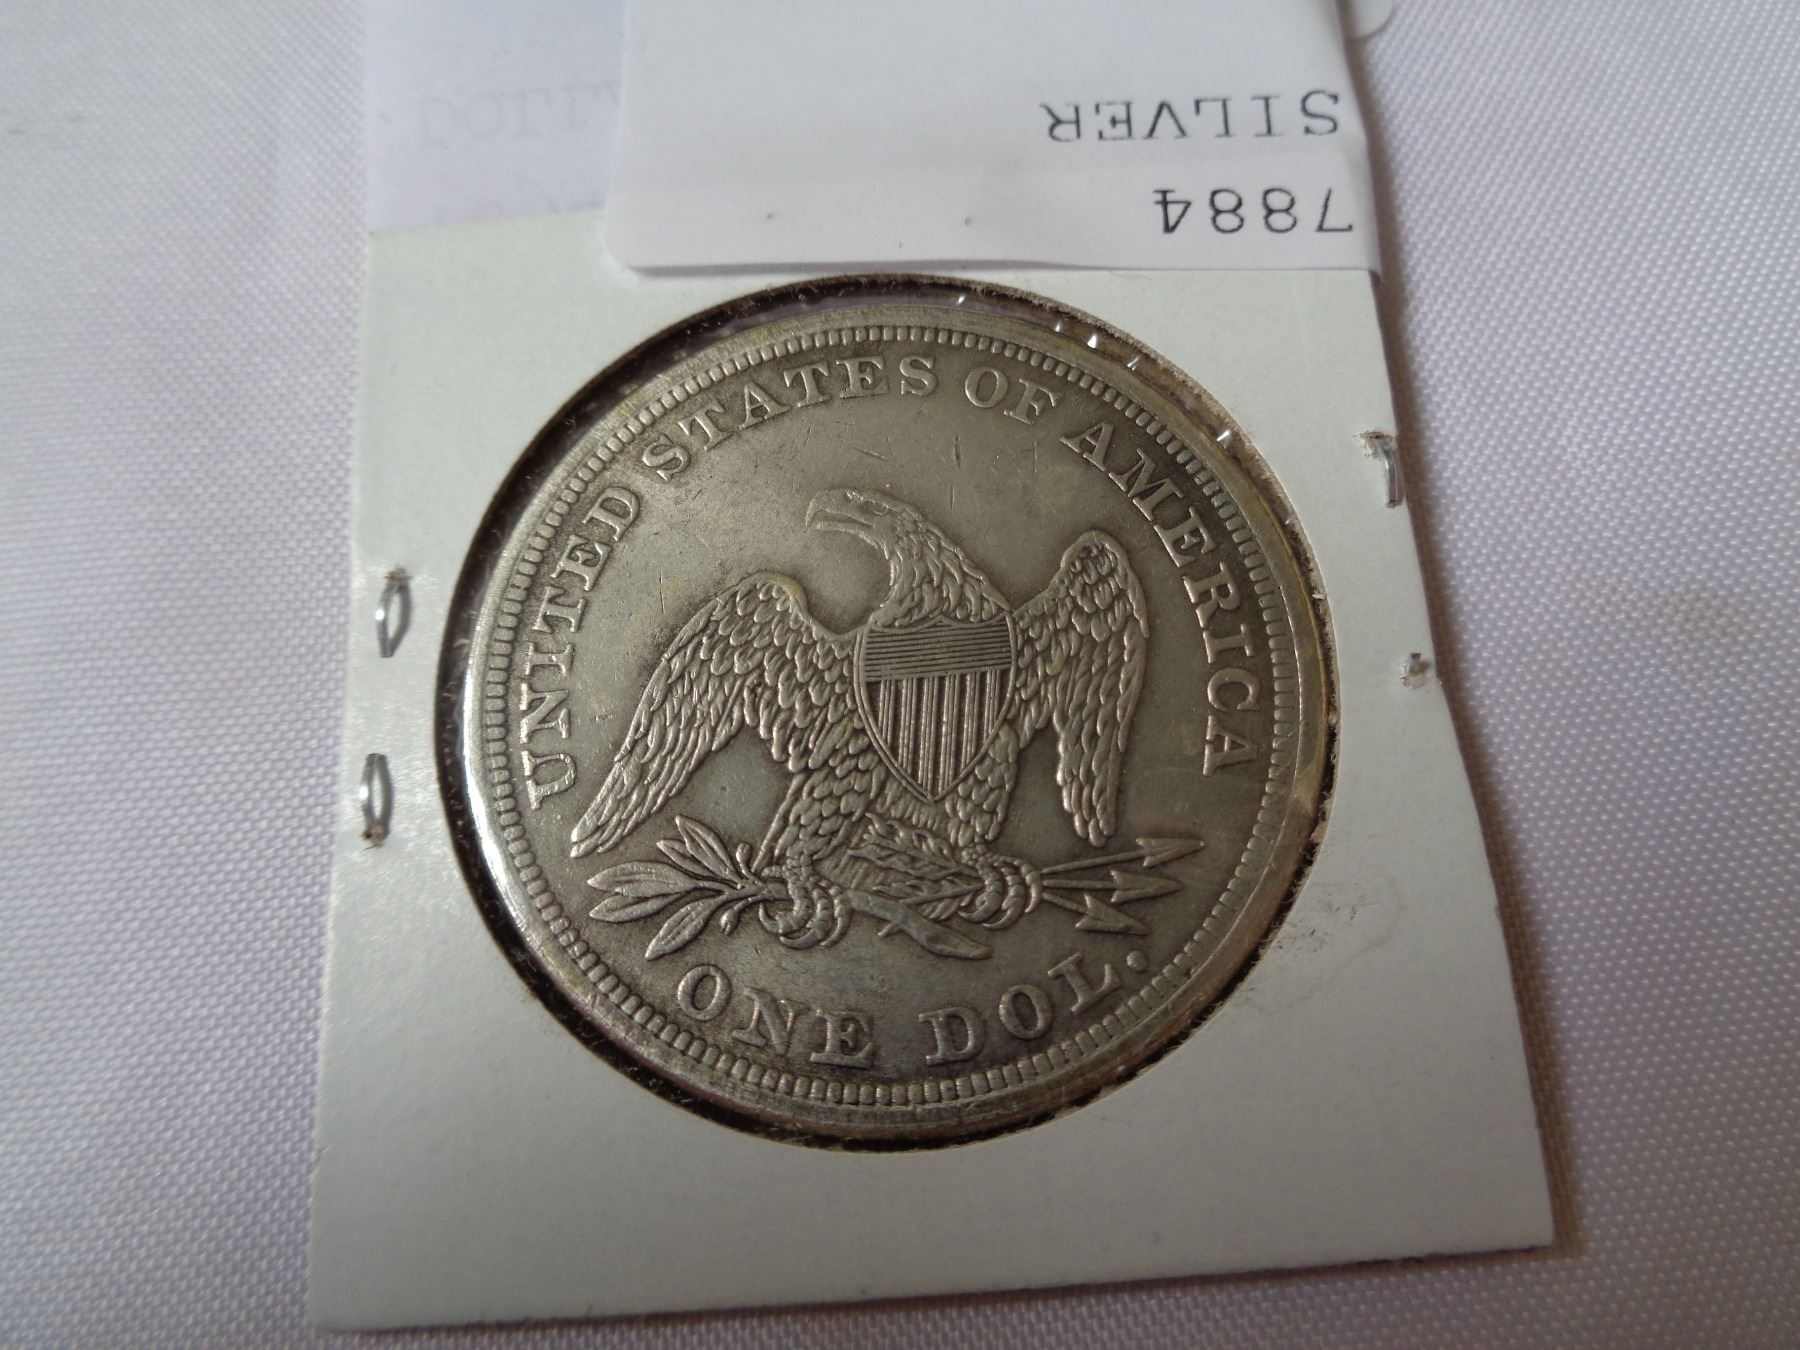 SILVER
7884
UNITED STATES OF AMERICA
ONE DOL.